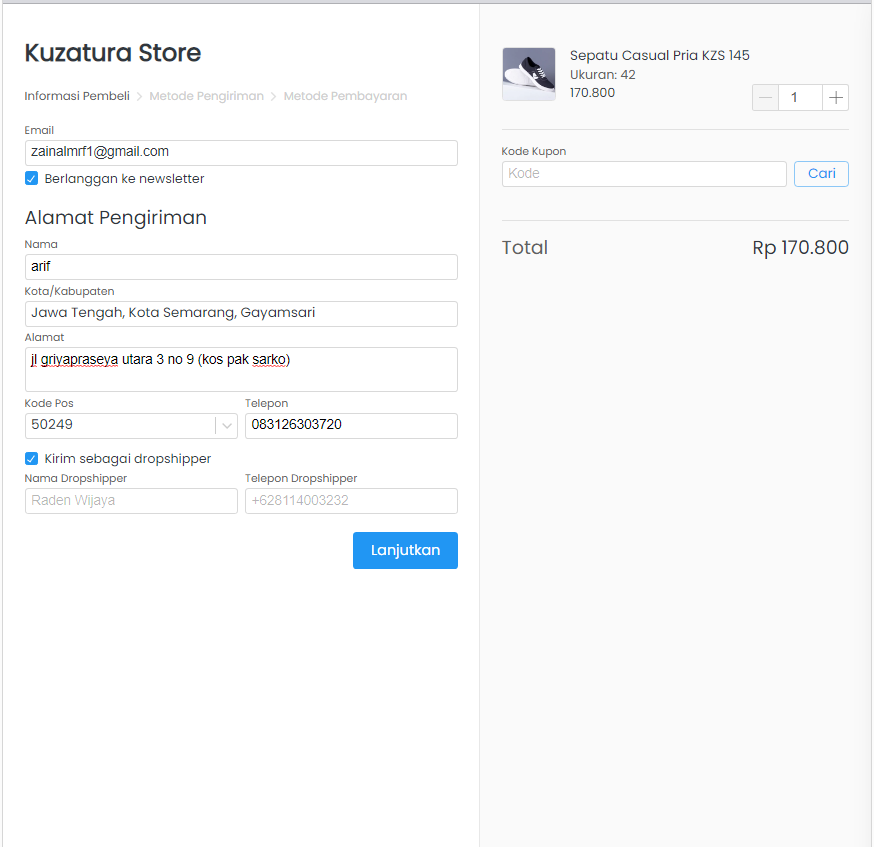 Kuzatura Store
Informasi Pembeli > Metode Pengiriman > Metode Pembayaran
Email
zainalmrf1@gmail.com
Berlanggan ke newsletter
Alamat Pengiriman
Nama
arif
Kota/Kabupaten
Jawa Tengah, Kota Semarang, Gayamsari
Alamat
jl griyapraseya utara 3 no 9 (kos pak sarko)
Kode Pos
Telepon
50249
083126303720
Kirim sebagai dropshipper
Nama Dropshipper
Telepon Dropshipper
Raden Wijaya
+628114003232
Lanjutkan
Sepatu Casual Pria KZS 145
Ukuran: 42
170.800
1
Kode Kupon
Kode
Cari
Total
Rp 170.800